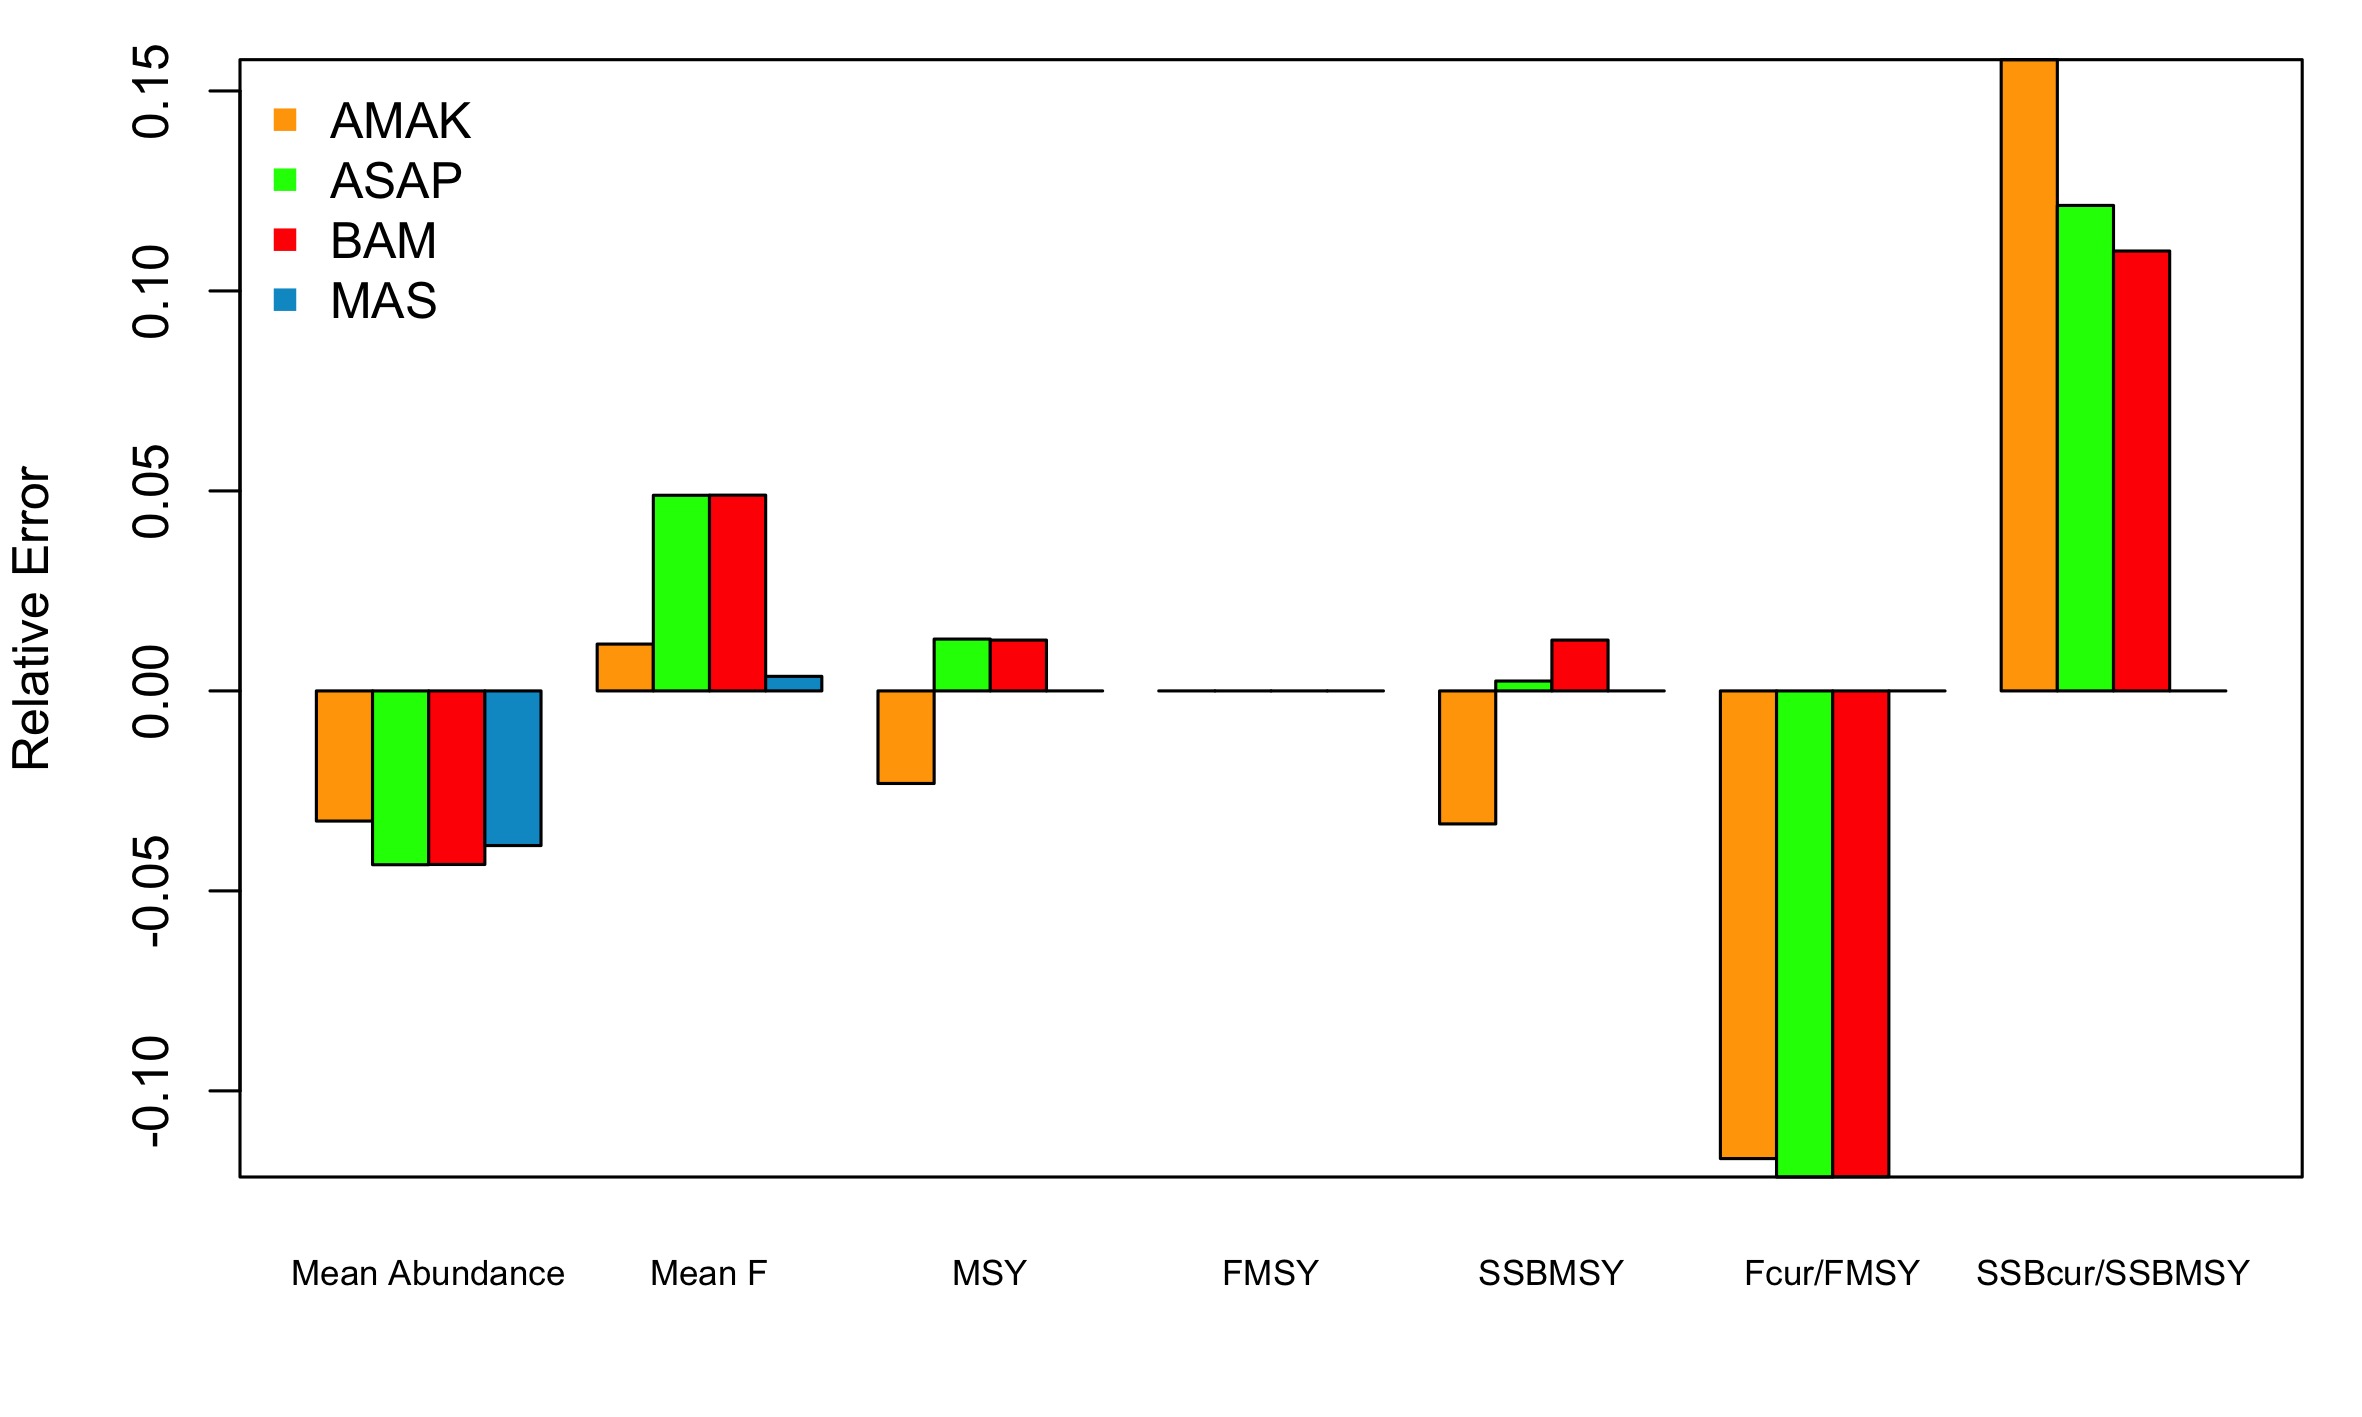 Relative Error
0.15
0.10
0.05
0.00
-0.05
-0.10
AMAK
ASAP
BAM
MAS
Mean Abundance Mean F MSY FMSY SSBMSY Fcur/FMSY SSBcur/SSBMSY